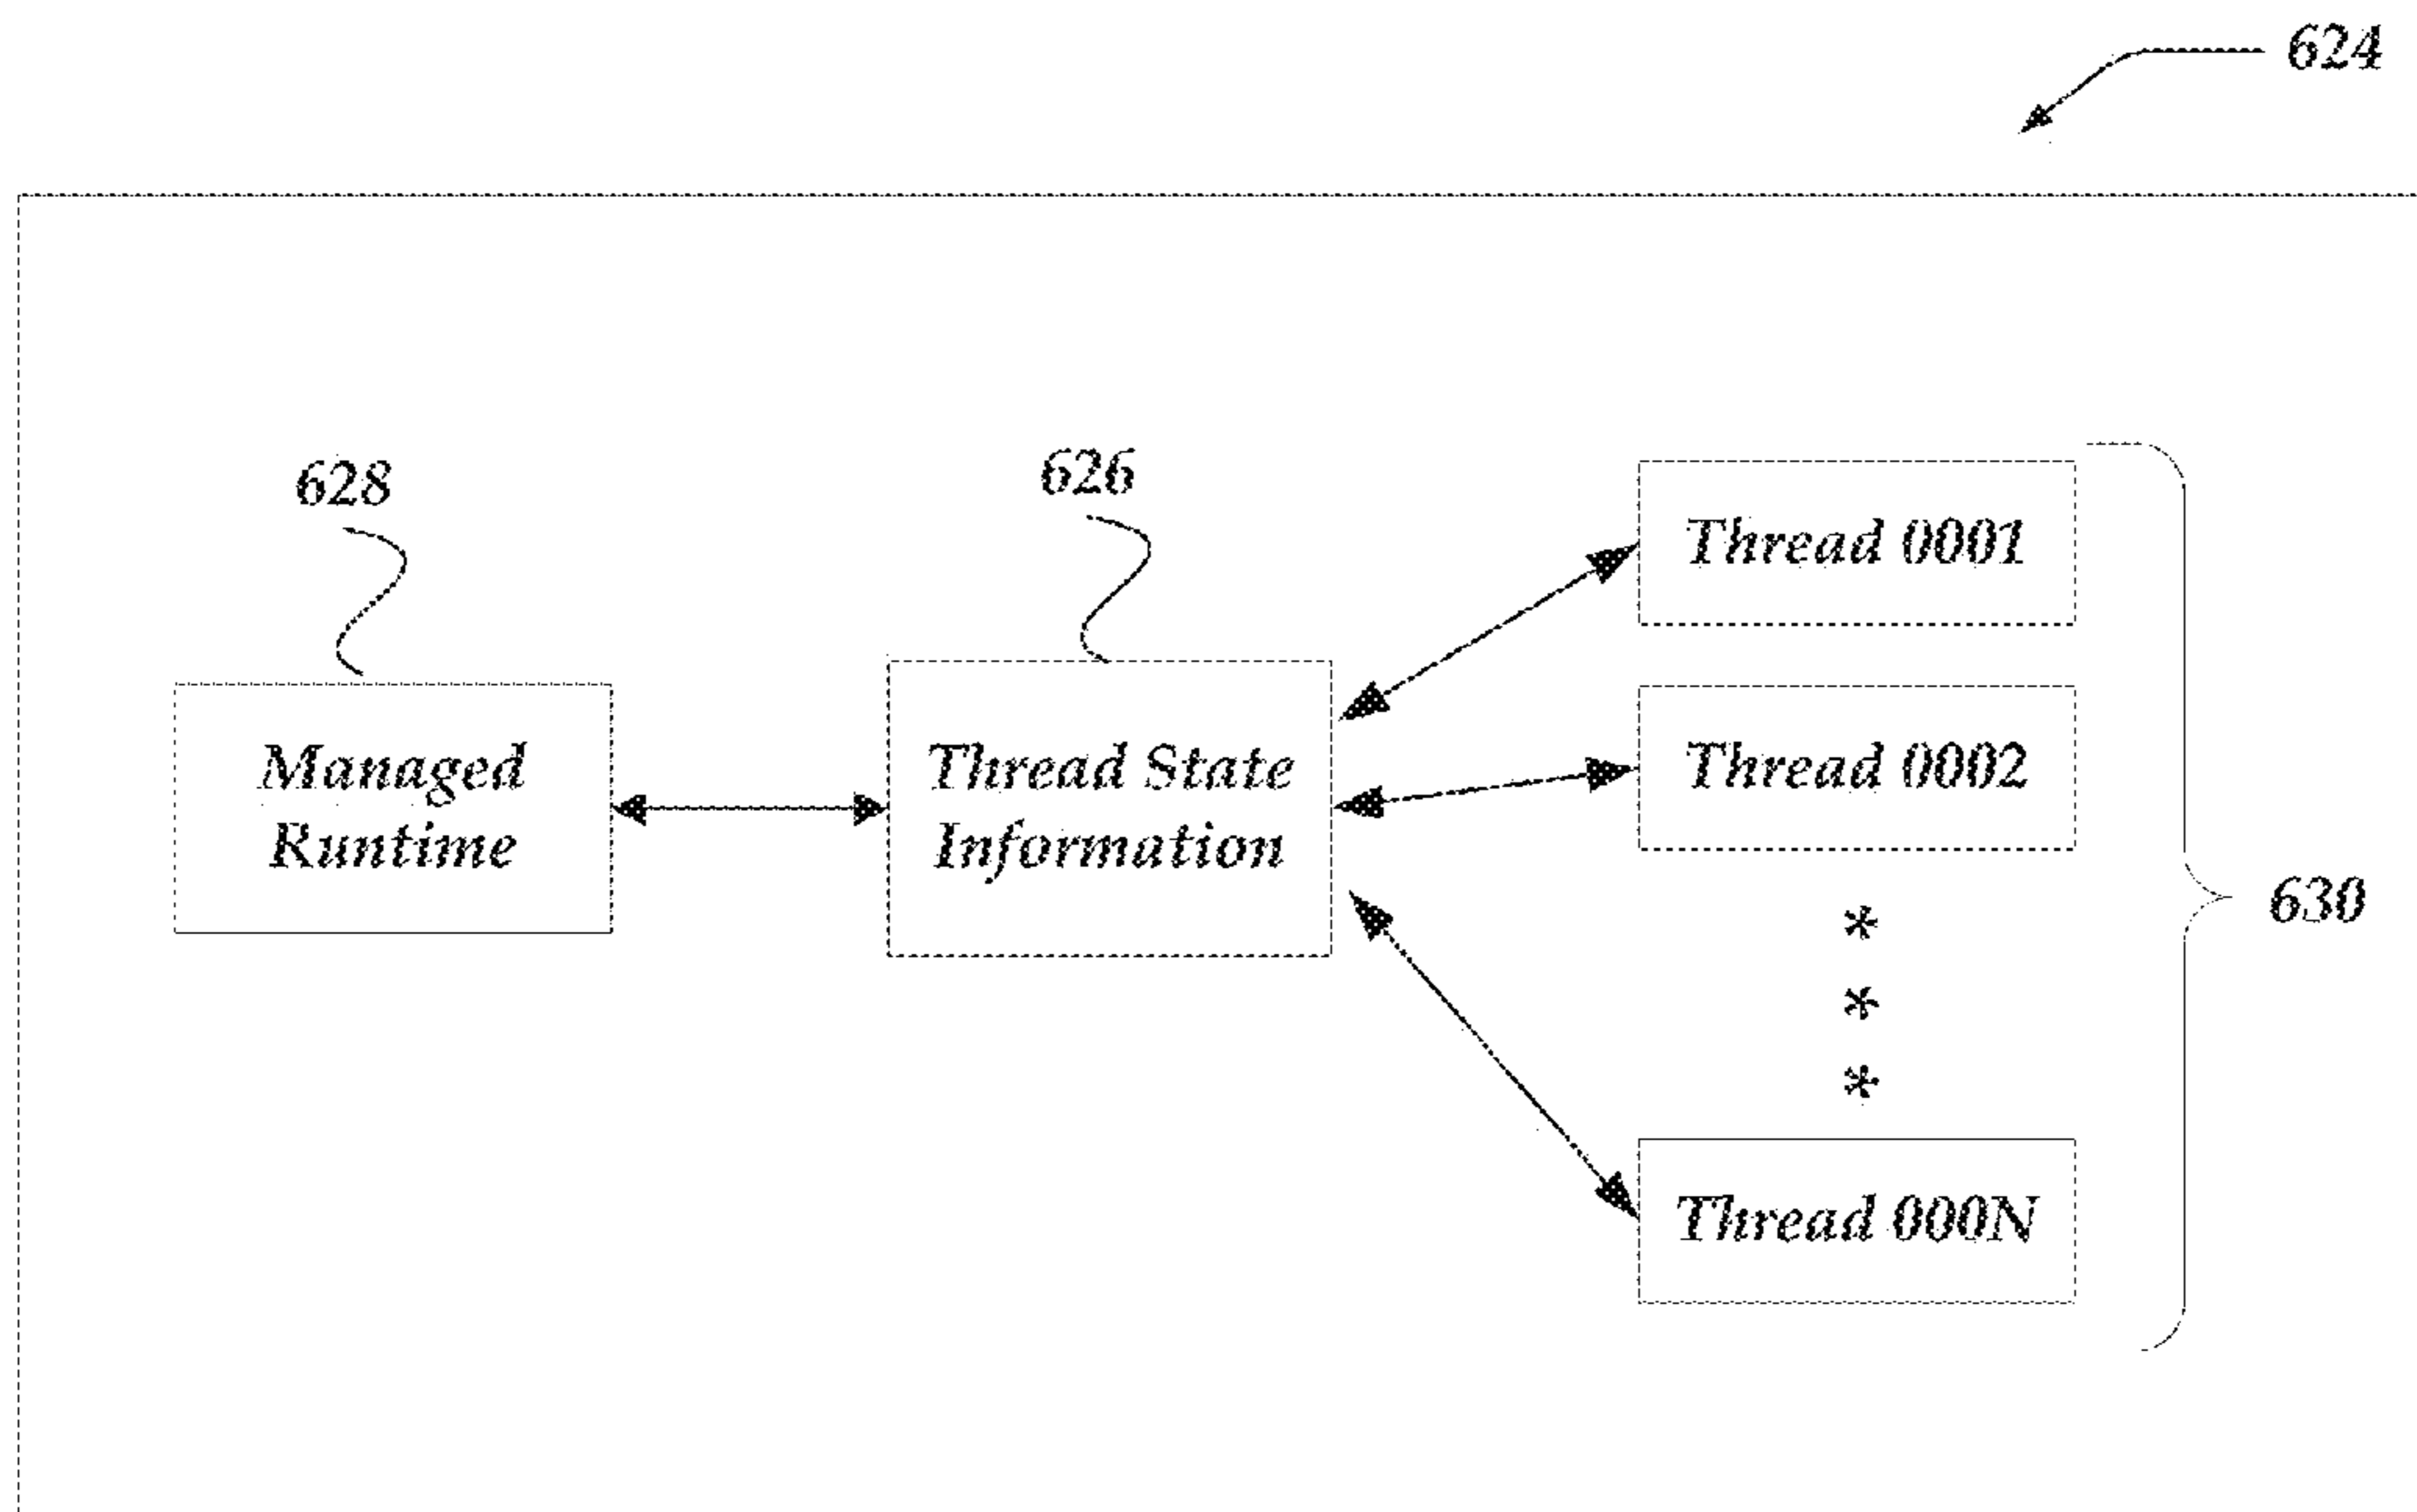 624
628
626
Thread 0001
Managed
Runtime
Thread State
Information
Thread 0002
630
*
*
*
Thread 000N